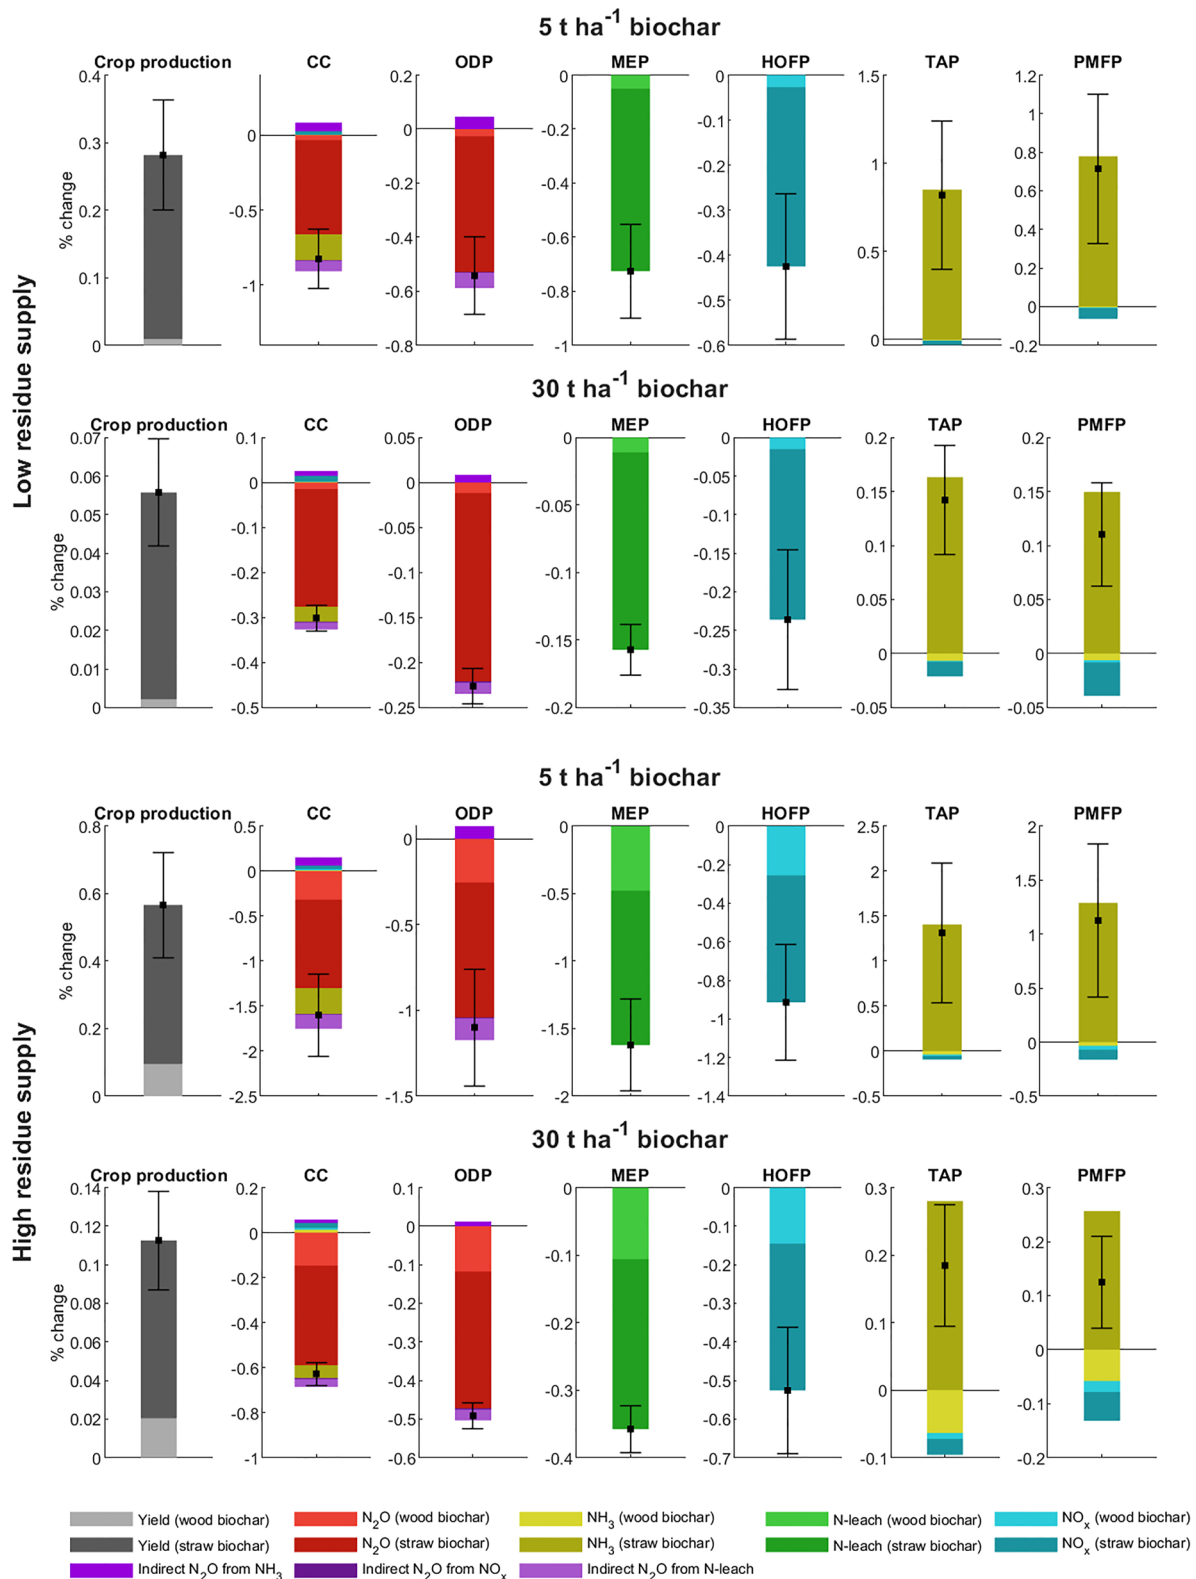 5 t ha⁻¹ biochar
Crop production CC ODP MEP HOFP TAP PMFP
% change
0.4 0.3 0.2 0.1 0
0 -0.5 -1
0.2 0 -0.2 -0.4 -0.6 -0.8
0 -0.2 -0.4 -0.6 -0.8 -1
0 -0.1 -0.2 -0.3 -0.4 -0.5 -0.6
1.5 1 0.5 0
1.2 1 0.8 0.6 0.4 0.2 0 -0.2
Low residue supply
30 t ha⁻¹ biochar
Crop production CC ODP MEP HOFP TAP PMFP
% change
0.07 0.06 0.05 0.04 0.03 0.02 0.01 0
0.1 0 -0.1 -0.2 -0.3 -0.4 -0.5
0.05 0 -0.05 -0.1 -0.15 -0.2 -0.25
0 -0.05 -0.1 -0.15 -0.2
0 -0.05 -0.1 -0.15 -0.2 -0.25 -0.3 -0.35
0.2 0.15 0.1 0.05 0 -0.05
0.2 0.15 0.1 0.05 0 -0.05
5 t ha⁻¹ biochar
Crop production CC ODP MEP HOFP TAP PMFP
% change
0.8 0.6 0.4 0.2 0
0.5 0 -0.5 -1 -1.5 -2 -2.5
0 -0.5 -1 -1.5
0 -0.5 -1 -1.5 -2
0 -0.2 -0.4 -0.6 -0.8 -1 -1.2 -1.4
2.5 2 1.5 1 0.5 0 -0.5
2 1.5 1 0.5 0 -0.5
High residue supply
30 t ha⁻¹ biochar
Crop production CC ODP MEP HOFP TAP PMFP
% change
0.14 0.12 0.1 0.08 0.06 0.04 0.02 0
0.2 0 -0.2 -0.4 -0.6 -0.8 -1
0.1 0 -0.1 -0.2 -0.3 -0.4 -0.5 -0.6
0 -0.1 -0.2 -0.3 -0.4
0 -0.1 -0.2 -0.3 -0.4 -0.5 -0.6 -0.7
0.3 0.2 0.1 0 -0.1
0.3 0.2 0.1 0 -0.1 -0.2
Yield (wood biochar) N₂O (wood biochar) NH₃ (wood biochar) N-leach (wood biochar) NOₓ (wood biochar)
Yield (straw biochar) N₂O (straw biochar) NH₃ (straw biochar) N-leach (straw biochar) NOₓ (straw biochar)
Indirect N₂O from NH₃ Indirect N₂O from NOₓ Indirect N₂O from N-leach